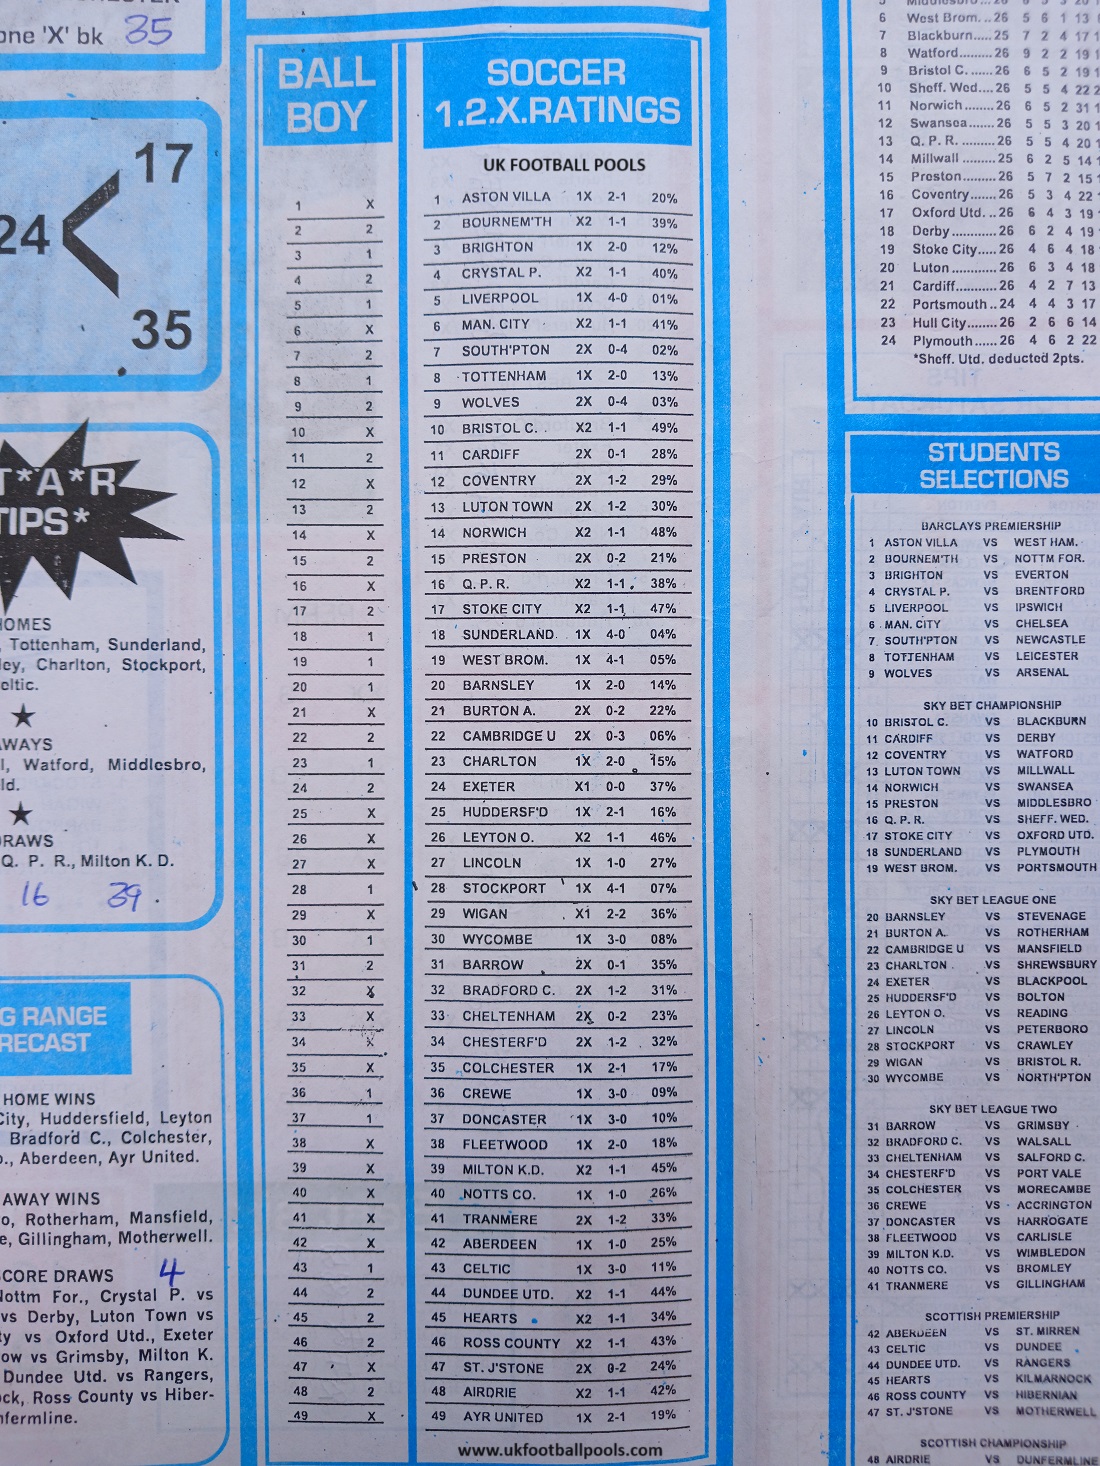 one 'X' bk 35
24
17
35
T*A*R
TIPS*
HOMES
, Tottenham, Sunderland,
ley, Charlton, Stockport,
eltic.
AWAYS
l, Watford, Middlesbro,
ld.
DRAWS
Q. P. R., Milton K. D.
16 39.
G RANGE
RECAST
HOME WINS
City, Huddersfield, Leyton
Bradford C., Colchester,
o., Aberdeen, Ayr United.
AWAY WINS
o, Rotherham, Mansfield,
e, Gillingham, Motherwell.
SCORE DRAWS 4
Nottm For., Crystal P. vs
vs Derby, Luton Town vs
ty vs Oxford Utd., Exeter
ow vs Grimsby, Milton K.
Dundee Utd. vs Rangers,
ock, Ross County vs Hiber-
nfermline.
BALL
BOY
1 X
2 2
3 1
4 2
5 1
6 X
7 2
8 1
9 2
10 X
11 2
12 X
13 2
14 X
15 2
16 X
17 2
18 1
19 1
20 1
21 X
22 2
23 1
24 2
25 X
26 X
27 X
28 1
29 X
30 1
31 2
32 X
33 X
34 X
35 X
36 1
37 1
38 X
39 X
40 X
41 X
42 X
43 1
44 2
45 2
46 2
47 X
48 2
49 X
SOCCER
1.2.X.RATINGS
UK FOOTBALL POOLS
1 ASTON VILLA 1X 2-1 20%
2 BOURNEM'TH X2 1-1 39%
3 BRIGHTON 1X 2-0 12%
4 CRYSTAL P. X2 1-1 40%
5 LIVERPOOL 1X 4-0 01%
6 MAN. CITY X2 1-1 41%
7 SOUTH'PTON 2X 0-4 02%
8 TOTTENHAM 1X 2-0 13%
9 WOLVES 2X 0-4 03%
10 BRISTOL C. X2 1-1 49%
11 CARDIFF 2X 0-1 28%
12 COVENTRY 2X 1-2 29%
13 LUTON TOWN 2X 1-2 30%
14 NORWICH X2 1-1 48%
15 PRESTON 2X 0-2 21%
16 Q. P. R. X2 1-1 38%
17 STOKE CITY X2 1-1 47%
18 SUNDERLAND 1X 4-0 04%
19 WEST BROM. 1X 4-1 05%
20 BARNSLEY 1X 2-0 14%
21 BURTON A. 2X 0-2 22%
22 CAMBRIDGE U 2X 0-3 06%
23 CHARLTON 1X 2-0 15%
24 EXETER X1 0-0 37%
25 HUDDERSF'D 1X 2-1 16%
26 LEYTON O. X2 1-1 46%
27 LINCOLN 1X 1-0 27%
28 STOCKPORT 1X 4-1 07%
29 WIGAN X1 2-2 36%
30 WYCOMBE 1X 3-0 08%
31 BARROW 2X 0-1 35%
32 BRADFORD C. 2X 1-2 31%
33 CHELTENHAM 2X 0-2 23%
34 CHESTERF'D 2X 1-2 32%
35 COLCHESTER 1X 2-1 17%
36 CREWE 1X 3-0 09%
37 DONCASTER 1X 3-0 10%
38 FLEETWOOD 1X 2-0 18%
39 MILTON K.D. X2 1-1 45%
40 NOTTS CO. 1X 1-0 26%
41 TRANMERE 2X 1-2 33%
42 ABERDEEN 1X 1-0 25%
43 CELTIC 1X 3-0 11%
44 DUNDEE UTD. X2 1-1 44%
45 HEARTS X2 1-1 34%
46 ROSS COUNTY X2 1-1 43%
47 ST. J'STONE 2X 0-2 24%
48 AIRDRIE X2 1-1 42%
49 AYR UNITED 1X 2-1 19%
www.ukfootballpools.com
6 West Brom. ..26 5 6 1 13
7 Blackburn.....25 7 2 4 17 1
8 Watford........26 9 2 2 19 1
9 Bristol C. ......26 6 5 2 19 1
10 Sheff. Wed....26 5 5 4 22 2
11 Norwich.......26 6 5 2 31 1
12 Swansea.......26 5 5 3 20 1
13 Q. P. R. .......26 5 5 4 20 1
14 Millwall ........25 6 2 5 14 1
15 Preston........26 5 7 2 15 1
16 Coventry......26 5 3 4 22
17 Oxford Utd. ..26 6 4 3 19
18 Derby...........26 6 2 4 19
19 Stoke City....26 4 6 4 18
20 Luton...........26 6 3 4 18
21 Cardiff..........26 4 2 7 13
22 Portsmouth..24 4 4 3 17
23 Hull City.......26 2 6 6 14
24 Plymouth......26 4 6 2 22
*Sheff. Utd. deducted 2pts.
STUDENTS
SELECTIONS
BARCLAYS PREMIERSHIP
1 ASTON VILLA VS WEST HAM.
2 BOURNEM'TH VS NOTTM FOR.
3 BRIGHTON VS EVERTON
4 CRYSTAL P. VS BRENTFORD
5 LIVERPOOL VS IPSWICH
6 MAN. CITY VS CHELSEA
7 SOUTH'PTON VS NEWCASTLE
8 TOTTENHAM VS LEICESTER
9 WOLVES VS ARSENAL
SKY BET CHAMPIONSHIP
10 BRISTOL C. VS BLACKBURN
11 CARDIFF VS DERBY
12 COVENTRY VS WATFORD
13 LUTON TOWN VS MILLWALL
14 NORWICH VS SWANSEA
15 PRESTON VS MIDDLESBRO
16 Q. P. R. VS SHEFF. WED.
17 STOKE CITY VS OXFORD UTD.
18 SUNDERLAND VS PLYMOUTH
19 WEST BROM. VS PORTSMOUTH
SKY BET LEAGUE ONE
20 BARNSLEY VS STEVENAGE
21 BURTON A. VS ROTHERHAM
22 CAMBRIDGE U VS MANSFIELD
23 CHARLTON VS SHREWSBURY
24 EXETER VS BLACKPOOL
25 HUDDERSF'D VS BOLTON
26 LEYTON O. VS READING
27 LINCOLN VS PETERBORO
28 STOCKPORT VS CRAWLEY
29 WIGAN VS BRISTOL R.
30 WYCOMBE VS NORTH'PTON
SKY BET LEAGUE TWO
31 BARROW VS GRIMSBY
32 BRADFORD C. VS WALSALL
33 CHELTENHAM VS SALFORD C.
34 CHESTERF'D VS PORT VALE
35 COLCHESTER VS MORECAMBE
36 CREWE VS ACCRINGTON
37 DONCASTER VS HARROGATE
38 FLEETWOOD VS CARLISLE
39 MILTON K.D. VS WIMBLEDON
40 NOTTS CO. VS BROMLEY
41 TRANMERE VS GILLINGHAM
SCOTTISH PREMIERSHIP
42 ABERDEEN VS ST. MIRREN
43 CELTIC VS DUNDEE
44 DUNDEE UTD. VS RANGERS
45 HEARTS VS KILMARNOCK
46 ROSS COUNTY VS HIBERNIAN
47 ST. J'STONE VS MOTHERWELL
SCOTTISH CHAMPIONSHIP
48 AIRDRIE VS DUNFERMLINE